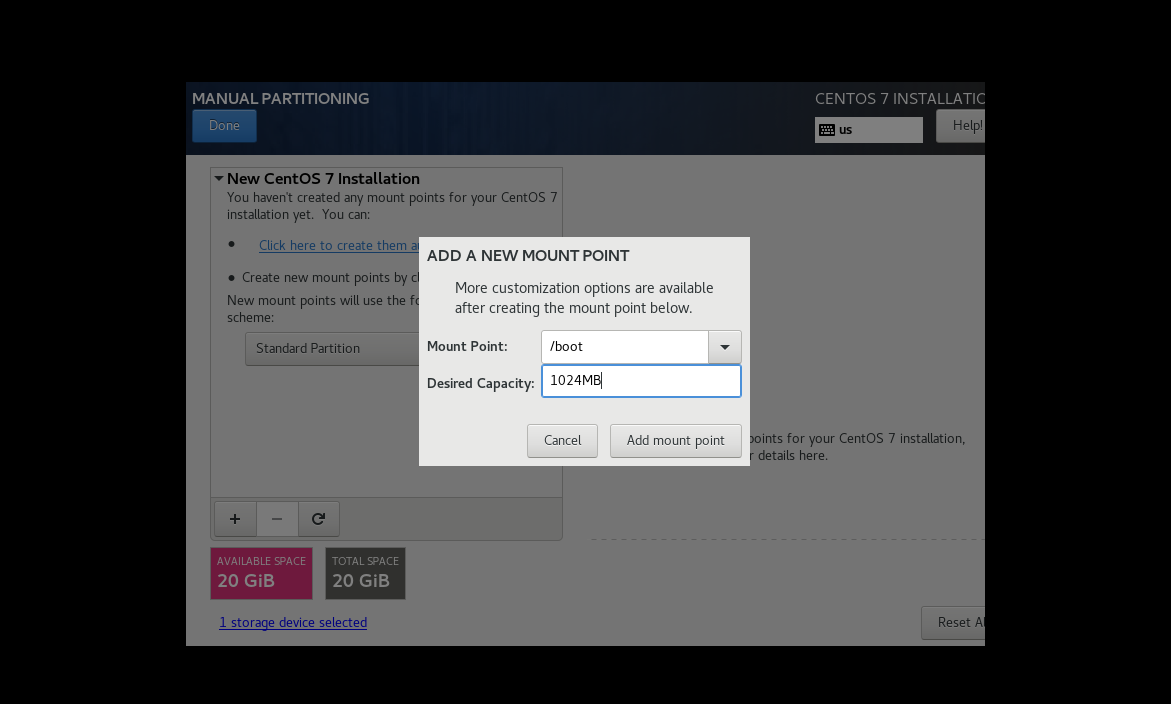 MANUAL PARTITIONING
CENTOS 7 INSTALLATIO
Done
us
Help!
New CentOS 7 Installation
You haven't created any mount points for your CentOS 7
installation yet. You can:
• Click here to create them
• Create new mount points by
New mount points will use the
scheme:
Standard Partition
ADD A NEW MOUNT POINT
More customization options are available
after creating the mount point below.
Mount Point:
/boot
Desired Capacity:
1024MB
Cancel
Add mount point
points for your CentOS 7 installation,
details here.
+ −
AVAILABLE SPACE
20 GiB
TOTAL SPACE
20 GiB
1 storage device selected
Reset Al